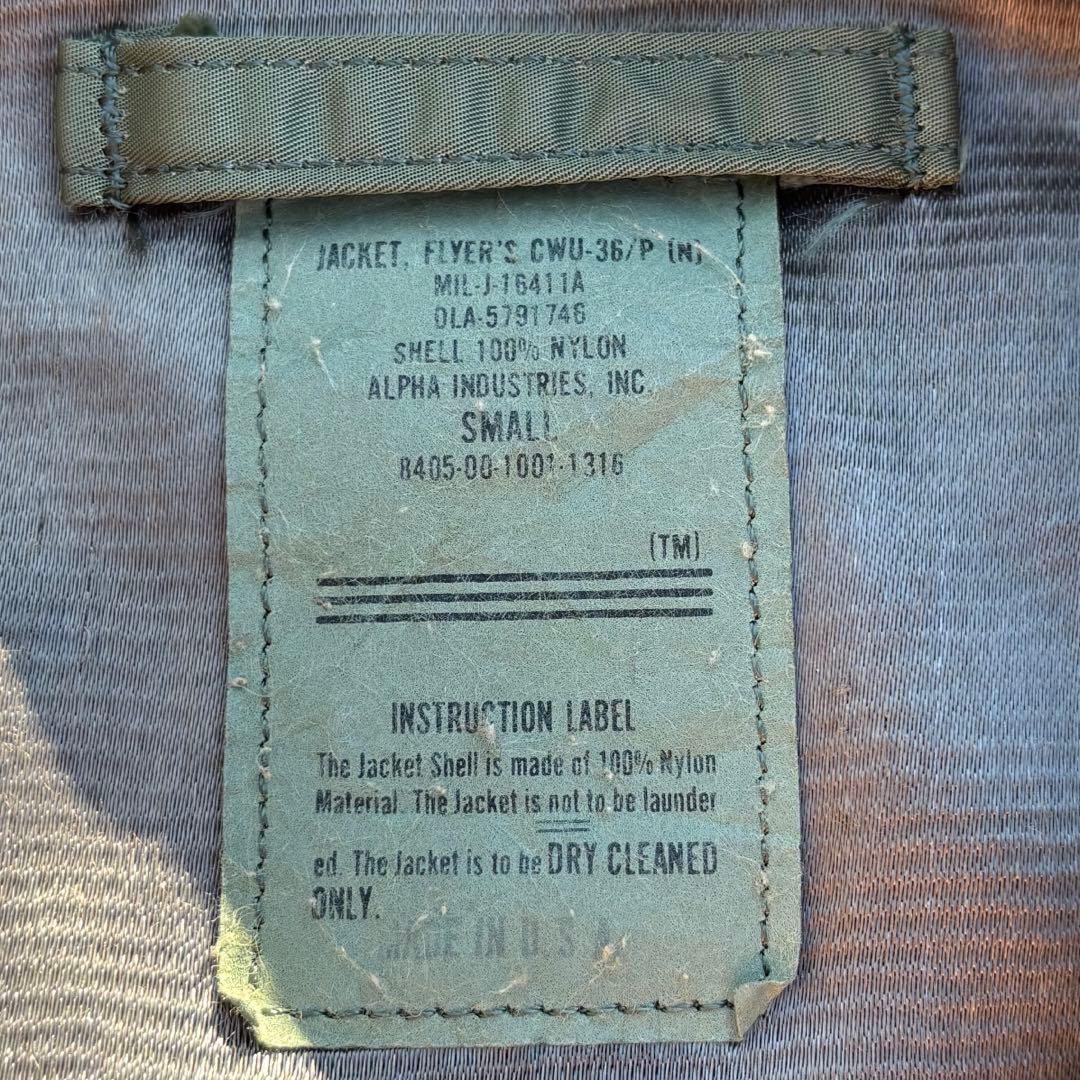 JACKET, FLYER'S CWU-36/P (N)
MIL-J-16411A
DLA-5791746
SHELL 100% NYLON
ALPHA INDUSTRIES, INC.
SMALL
8405-00-1001-1316
(TM)
INSTRUCTION LABEL
The Jacket Shell is made of 100% Nylon
Material. The Jacket is not to be launder
ed. The Jacket is to be DRY CLEANED
ONLY.
MADE IN U.S.A.